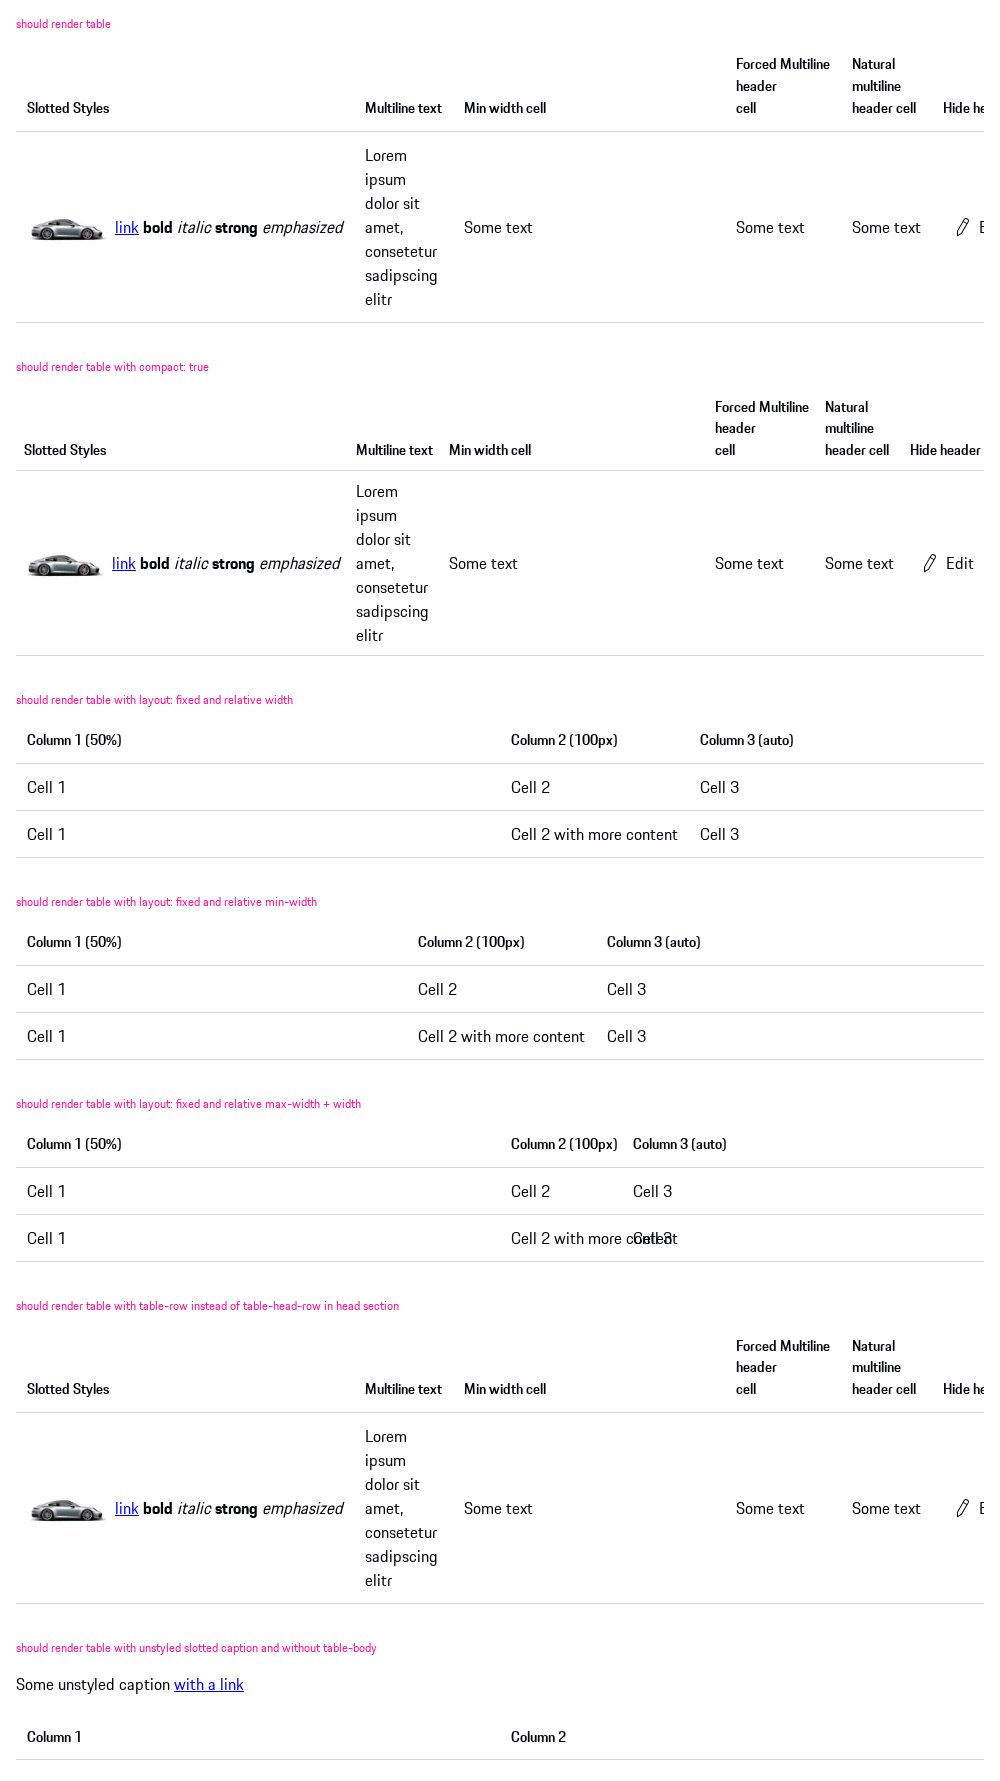 should render table
Forced Multiline Natural
header multiline
Slotted Styles Multiline text Min width cell cell header cell Hide he
Lorem
ipsum
dolor sit
link bold italic strong emphasized amet, Some text Some text Some text E
consetetur
sadipscing
elitr
should render table with compact: true
Forced Multiline Natural
header multiline
Slotted Styles Multiline text Min width cell cell header cell Hide header
Lorem
ipsum
dolor sit
link bold italic strong emphasized amet, Some text Some text Some text Edit
consetetur
sadipscing
elitr
should render table with layout: fixed and relative width
Column 1 (50%) Column 2 (100px) Column 3 (auto)
Cell 1 Cell 2 Cell 3
Cell 1 Cell 2 with more content Cell 3
should render table with layout: fixed and relative min-width
Column 1 (50%) Column 2 (100px) Column 3 (auto)
Cell 1 Cell 2 Cell 3
Cell 1 Cell 2 with more content Cell 3
should render table with layout: fixed and relative max-width + width
Column 1 (50%) Column 2 (100px) Column 3 (auto)
Cell 1 Cell 2 Cell 3
Cell 1 Cell 2 with more content Cell 3
should render table with table-row instead of table-head-row in head section
Forced Multiline Natural
header multiline
Slotted Styles Multiline text Min width cell cell header cell Hide he
Lorem
ipsum
dolor sit
link bold italic strong emphasized amet, Some text Some text Some text E
consetetur
sadipscing
elitr
should render table with unstyled slotted caption and without table-body
Some unstyled caption with a link
Column 1 Column 2